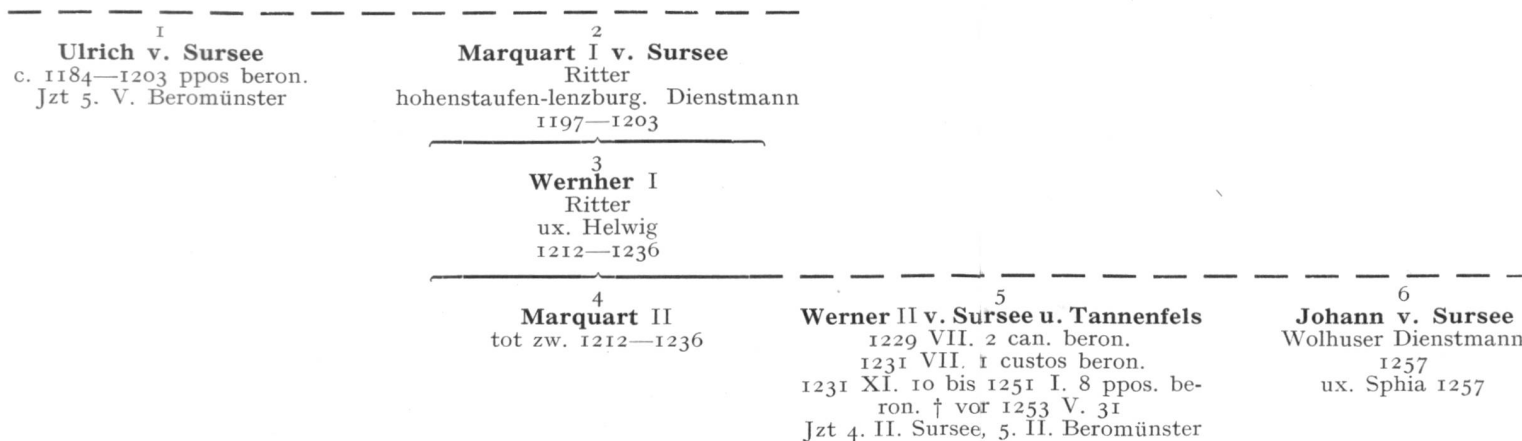 1
Ulrich v. Sursee
c. 1184—1203 ppos beron.
Jzt 5. V. Beromünster
2
Marquart I v. Sursee
Ritter
hohenstaufen-lenzburg. Dienstmann
1197—1203
3
Wernher I
Ritter
ux. Helwig
1212—1236
4
Marquart II
tot zw. 1212—1236
5
Werner II v. Sursee u. Tannenfels
1229 VII. 2 can. beron.
1231 VII. 1 custos beron.
1231 XI. 10 bis 1251 I. 8 ppos. be-
ron. † vor 1253 V. 31
Jzt 4. II. Sursee, 5. II. Beromünster
6
Johann v. Sursee
Wolhuser Dienstmann
1257
ux. Sphia 1257